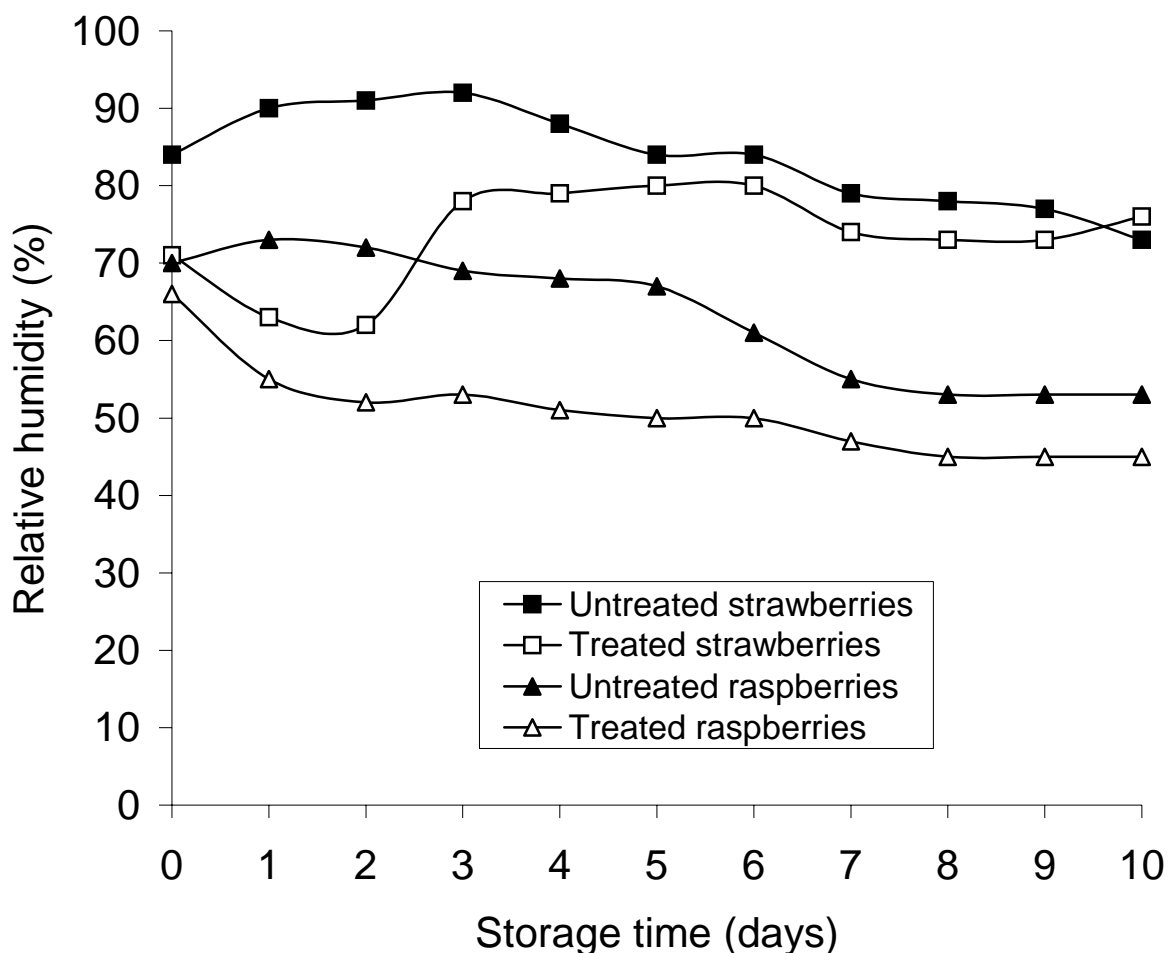 100
90
80
70
60
50
40
30
20
10
0
Relative humidity (%)
Untreated strawberries
Treated strawberries
Untreated raspberries
Treated raspberries
0 1 2 3 4 5 6 7 8 9 10
Storage time (days)